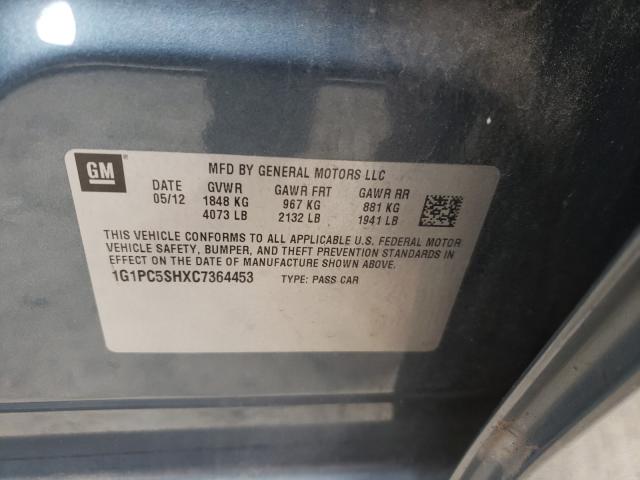 GM
MFD BY GENERAL MOTORS LLC
DATE GVWR GAWR FRT GAWR RR
05/12 1848 KG 967 KG 881 KG
4073 LB 2132 LB 1941 LB
THIS VEHICLE CONFORMS TO ALL APPLICABLE U.S. FEDERAL MOTOR
VEHICLE SAFETY, BUMPER, AND THEFT PREVENTION STANDARDS IN
EFFECT ON THE DATE OF MANUFACTURE SHOWN ABOVE.
1G1PC5SHXC7364453 TYPE: PASS CAR